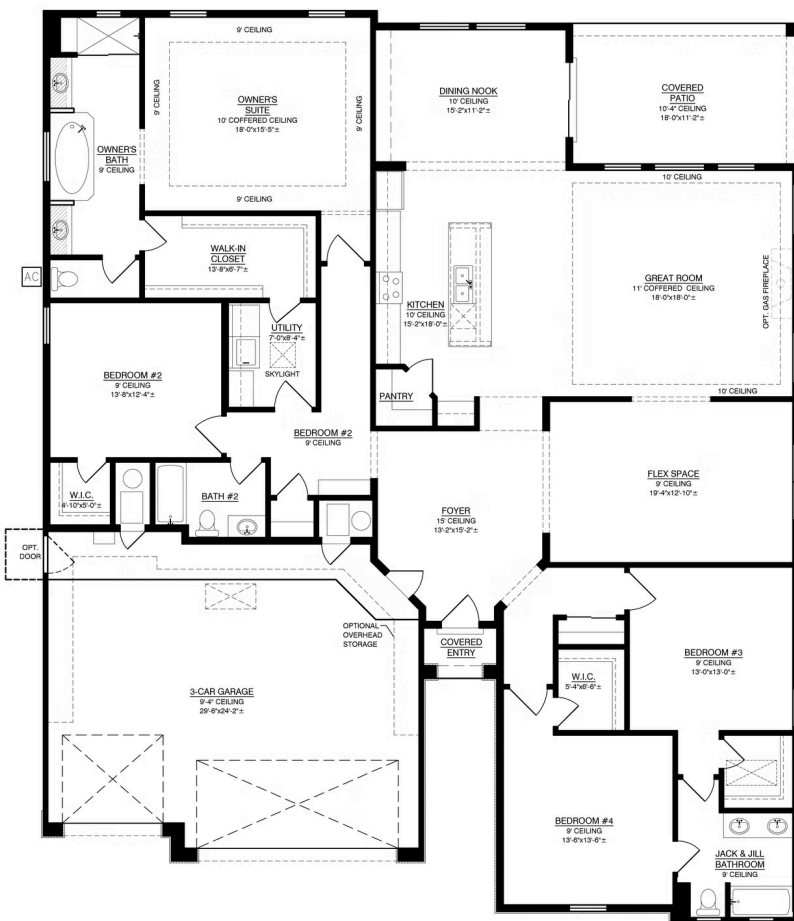 9' CEILING
9' CEILING
OWNER'S
SUITE
10' COFFERED CEILING
18'-0"x15'-5"±
9' CEILING
9' CEILING
OWNER'S
BATH
9' CEILING
DINING NOOK
10' CEILING
15'-2"x11'-2"±
COVERED
PATIO
10'-4" CEILING
18'-0"x11'-2"±
10' CEILING
WALK-IN
CLOSET
13'-8"x6'-7"±
AC
KITCHEN
10' CEILING
15'-2"x18'-0"±
GREAT ROOM
11' COFFERED CEILING
18'-0"x18'-0"±
OPT. GAS FIREPLACE
10' CEILING
UTILITY
7'-0"x8'-4"±
SKYLIGHT
BEDROOM #2
9' CEILING
13'-8"x12'-4"±
PANTRY
BEDROOM #2
9' CEILING
W.I.C.
4'-10"x5'-0"±
BATH #2
FOYER
15' CEILING
13'-2"x15'-2"±
FLEX SPACE
9' CEILING
19'-4"x12'-10"±
OPT.
DOOR
OPTIONAL
OVERHEAD
STORAGE
COVERED
ENTRY
3-CAR GARAGE
9'-4" CEILING
29'-6"x24'-2"±
W.I.C.
5'-4"x6'-6"±
BEDROOM #3
9' CEILING
13'-0"x13'-0"±
BEDROOM #4
9' CEILING
13'-6"x13'-6"±
JACK & JILL
BATHROOM
9' CEILING